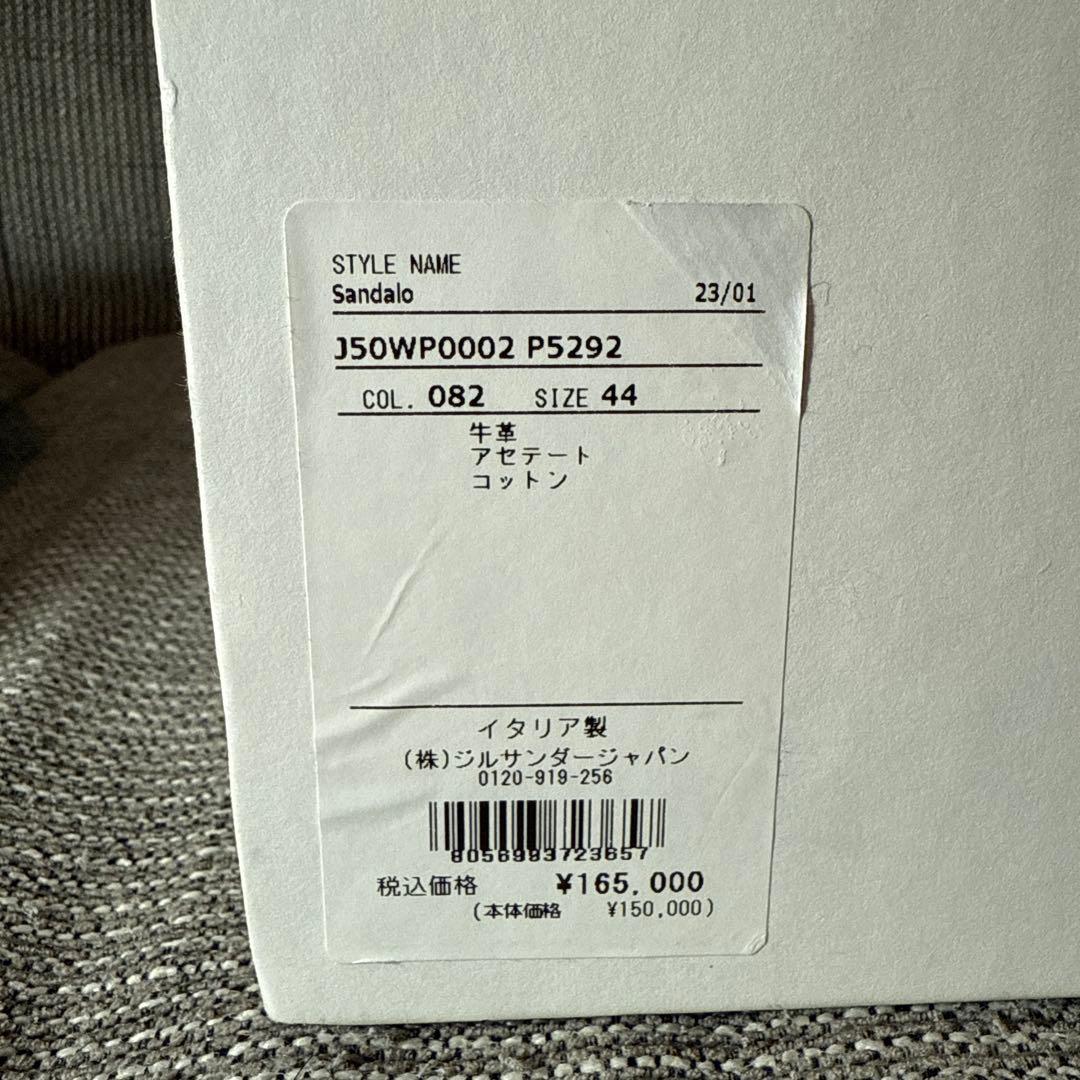 STYLE NAME
Sandalo 23/01
J50WP0002 P5292
COL. 082 SIZE 44
牛革
アセテート
コットン
イタリア製
(株)ジルサンダージャパン
0120-919-256
8056993723657
税込価格 ¥165,000
(本体価格 ¥150,000)